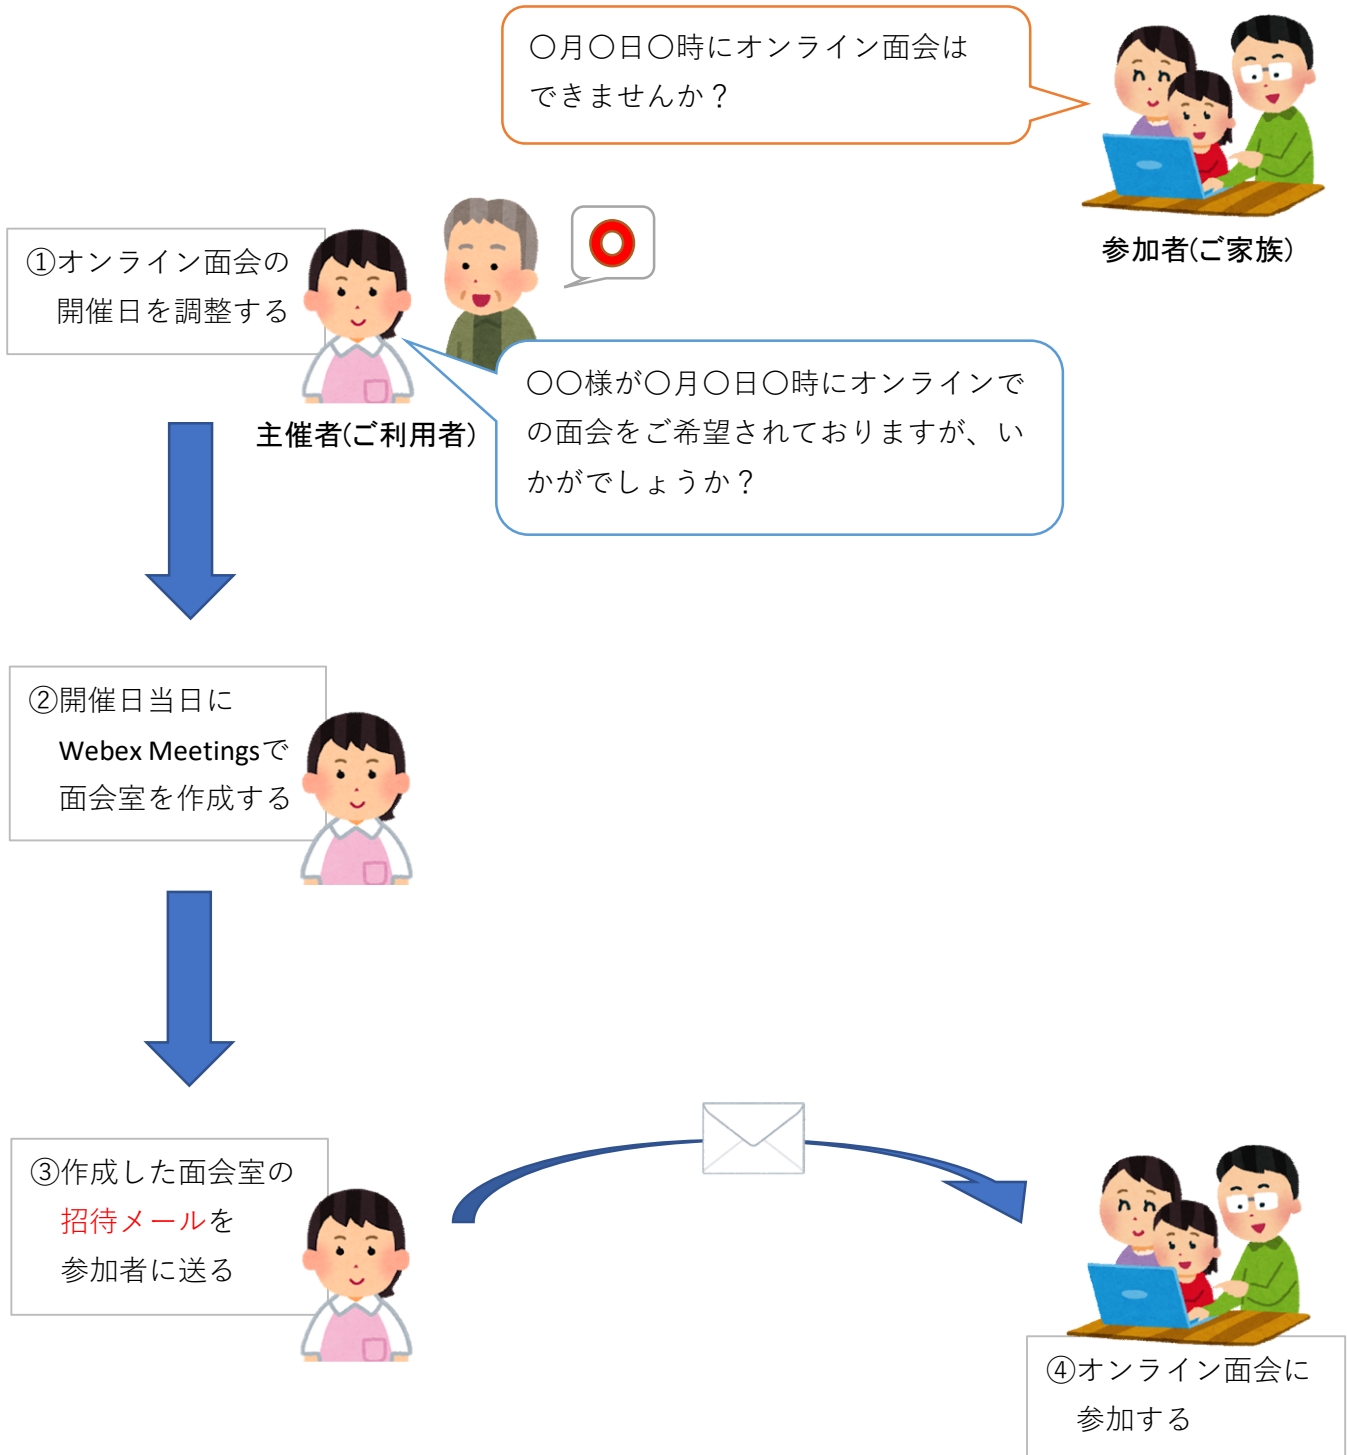 〇月〇日〇時にオンライン面会は
できませんか？
参加者(ご家族)
①オンライン面会の
開催日を調整する
主催者(ご利用者)
〇〇様が〇月〇日〇時にオンラインで
の面会をご希望されておりますが、い
かがでしょうか？
②開催日当日に
Webex Meetingsで
面会室を作成する
③作成した面会室の
招待メールを
参加者に送る
④オンライン面会に
参加する